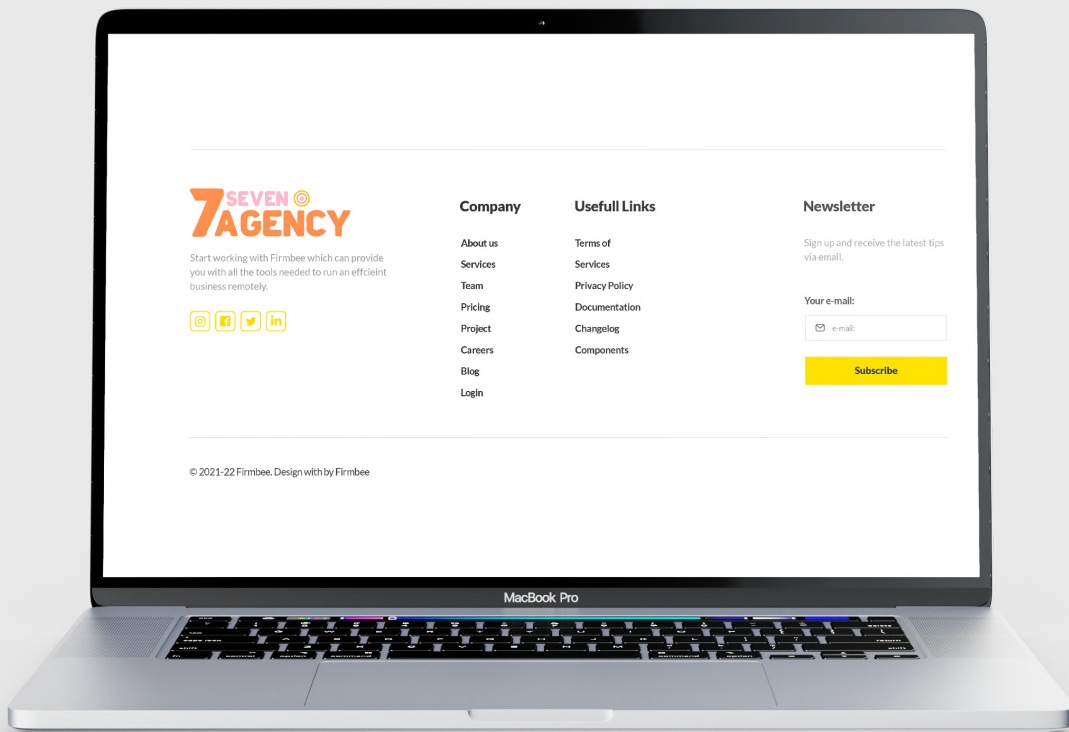 7 SEVEN
AGENCY
Start working with Firmbee which can provide
you with all the tools needed to run an effcieint
business remotely.
Company
About us
Services
Team
Pricing
Project
Careers
Blog
Login
Usefull Links
Terms of
Services
Privacy Policy
Documentation
Changelog
Components
Newsletter
Sign up and receive the latest tips
via email.
Your e-mail:
e-mail:
Subscribe
© 2021-22 Firmbee. Design with by Firmbee
MacBook Pro